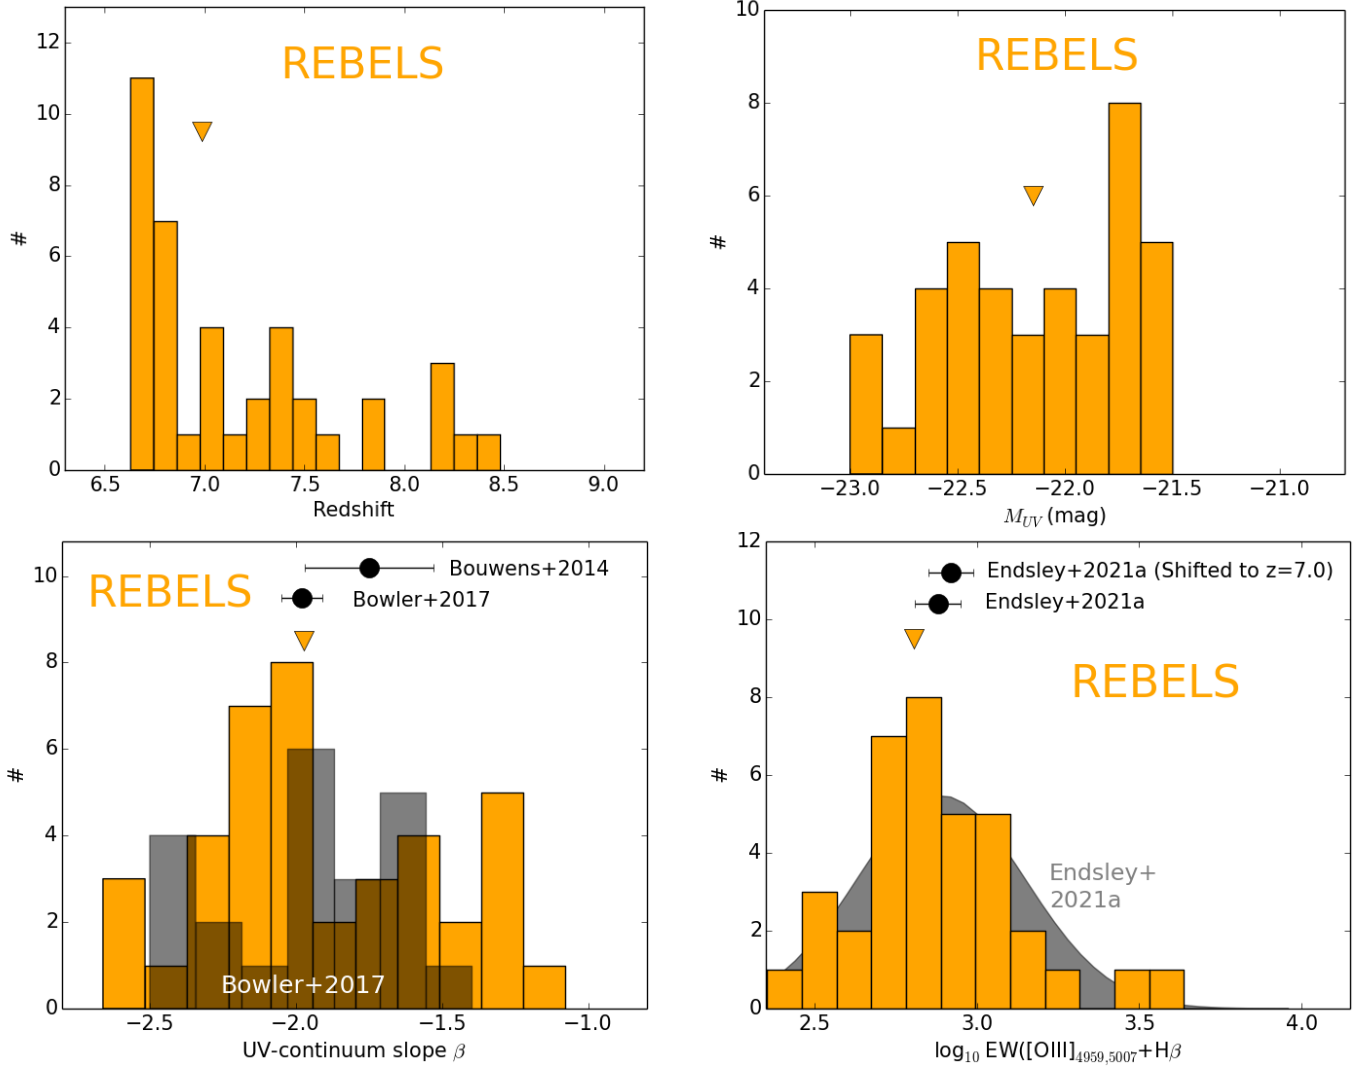 REBELS
#
12
10
8
6
4
2
0
6.5 7.0 7.5 8.0 8.5 9.0
Redshift
REBELS
#
10
8
6
4
2
0
−23.0 −22.5 −22.0 −21.5 −21.0
M_UV (mag)
REBELS
Bouwens+2014
Bowler+2017
#
10
8
6
4
2
0
Bowler+2017
−2.5 −2.0 −1.5 −1.0
UV-continuum slope β
Endsley+2021a (Shifted to z=7.0)
Endsley+2021a
REBELS
#
12
10
8
6
4
2
0
Endsley+
2021a
2.5 3.0 3.5 4.0
log₁₀ EW([OIII]₄₉₅₉,₅₀₀₇+Hβ